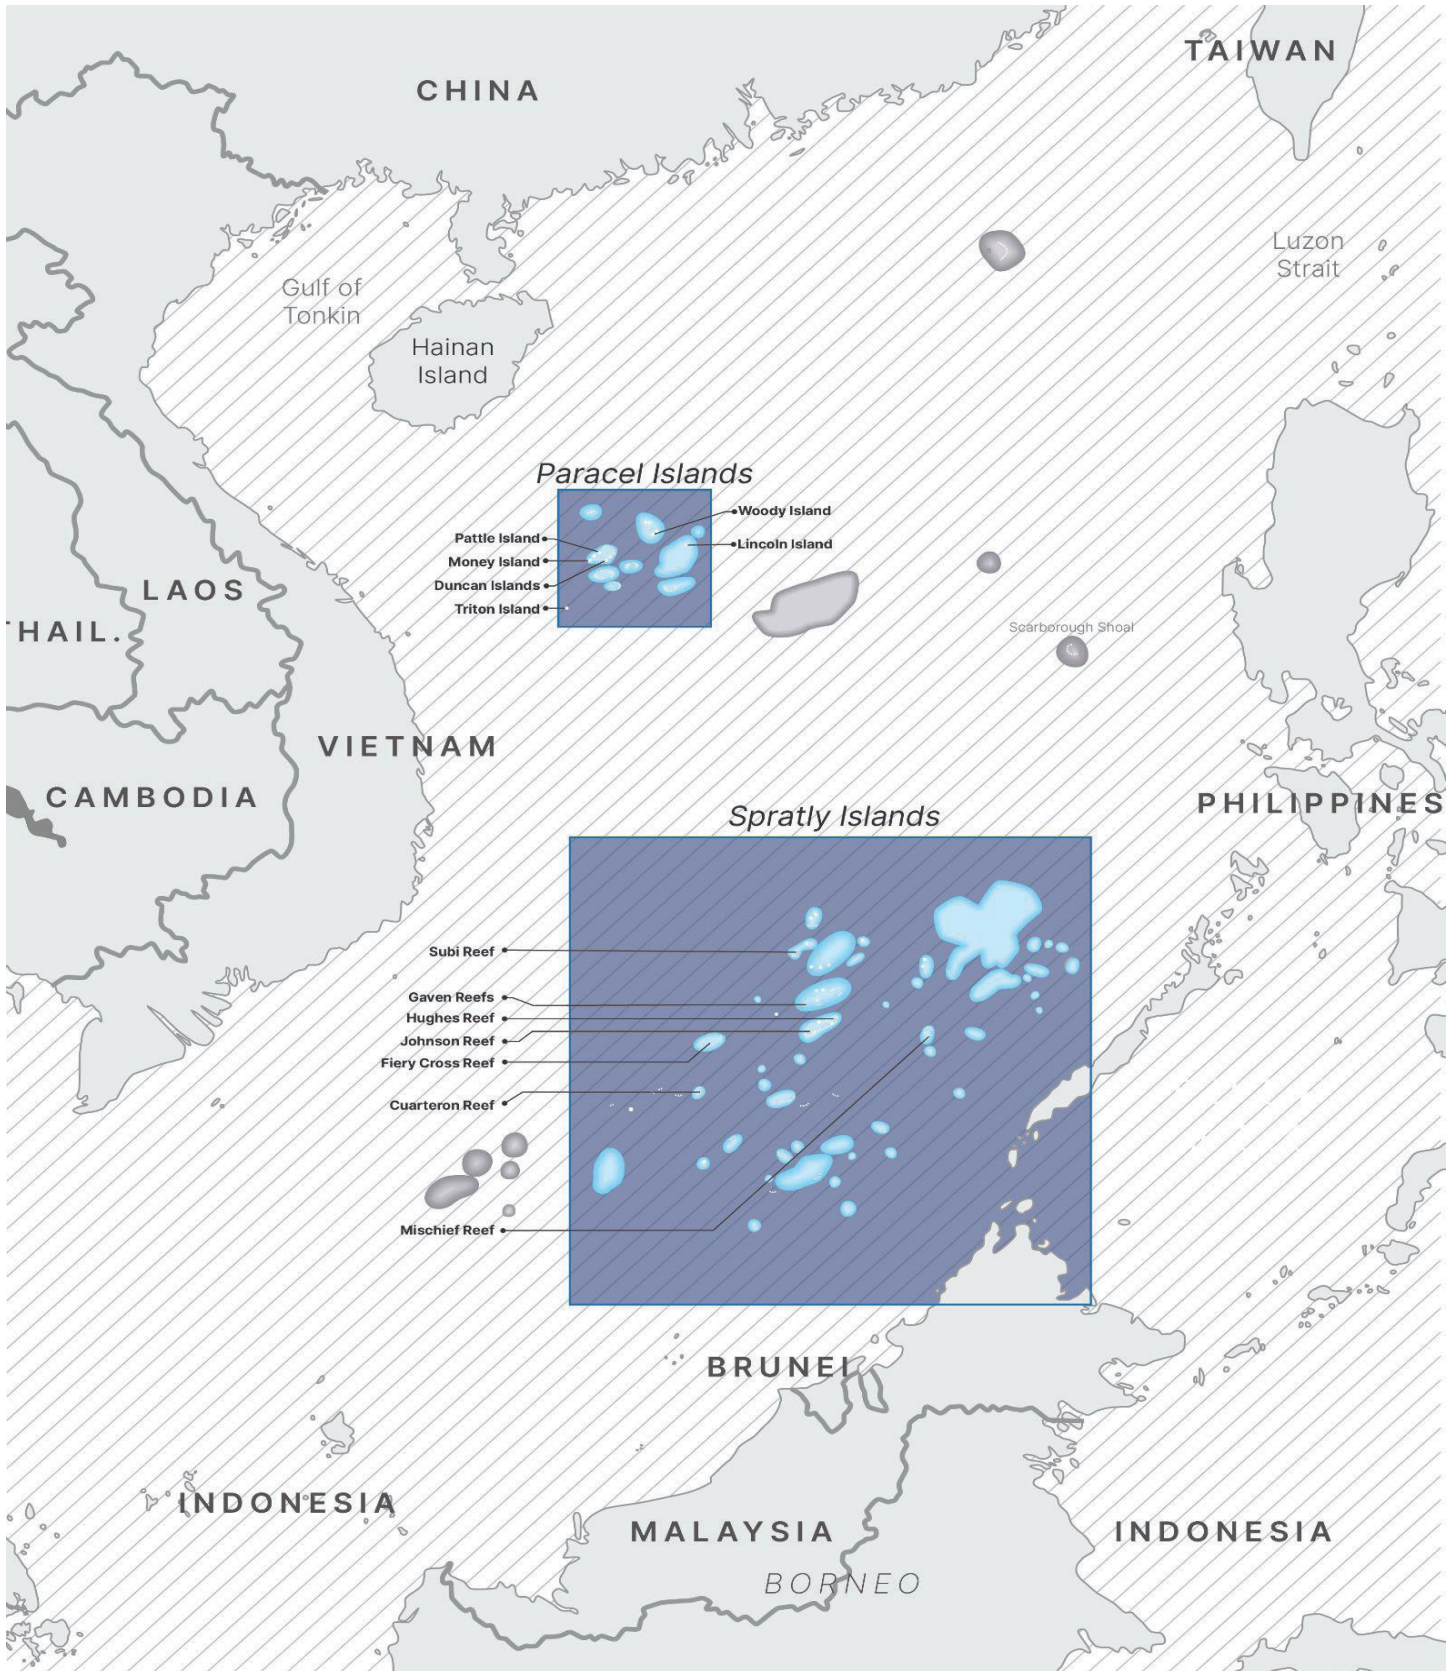 TAIWAN
CHINA
Luzon
Strait
Gulf of
Tonkin
Hainan
Island
Paracel Islands
Woody Island
Pattle Island
Lincoln Island
Money Island
Duncan Islands
Triton Island
LAOS
THAIL.
Scarborough Shoal
VIETNAM
CAMBODIA
PHILIPPINES
Spratly Islands
Subi Reef
Gaven Reefs
Hughes Reef
Johnson Reef
Fiery Cross Reef
Cuarteron Reef
Mischief Reef
BRUNEI
INDONESIA
MALAYSIA
INDONESIA
BORNEO